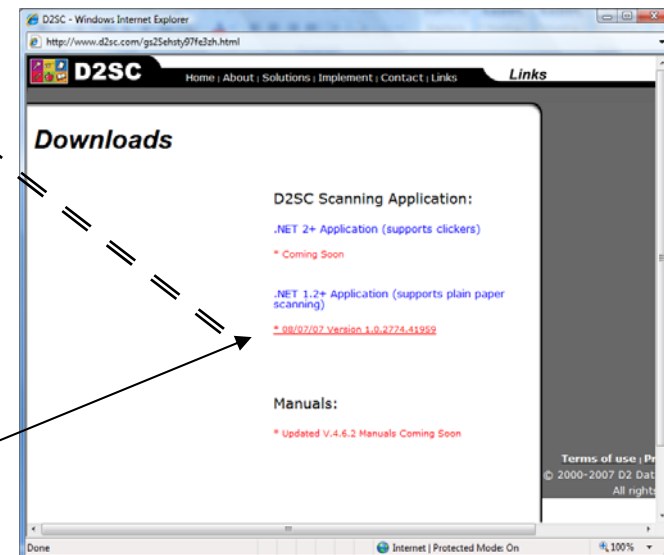 D2SC - Windows Internet Explorer
http://www.d2sc.com/gs25ehsty97fe3zh.html
D2SC
Home | About | Solutions | Implement | Contact | Links
Links
Downloads
D2SC Scanning Application:
.NET 2+ Application (supports clickers)
* Coming Soon
.NET 1.2+ Application (supports plain paper
scanning)
* 08/07/07 Version 1.0.2774.41959
Manuals:
* Updated V.4.6.2 Manuals Coming Soon
Terms of use | Pr
© 2000-2007 D2 Dat
All rights
Done
Internet | Protected Mode: On
100%